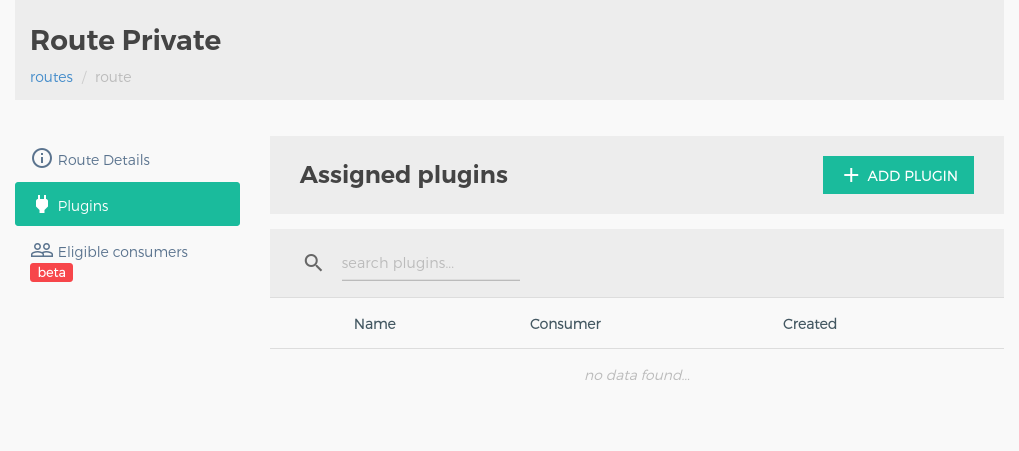 Route Private
routes / route
Route Details
Plugins
Eligible consumers
beta
Assigned plugins
ADD PLUGIN
search plugins...
Name Consumer Created
no data found...